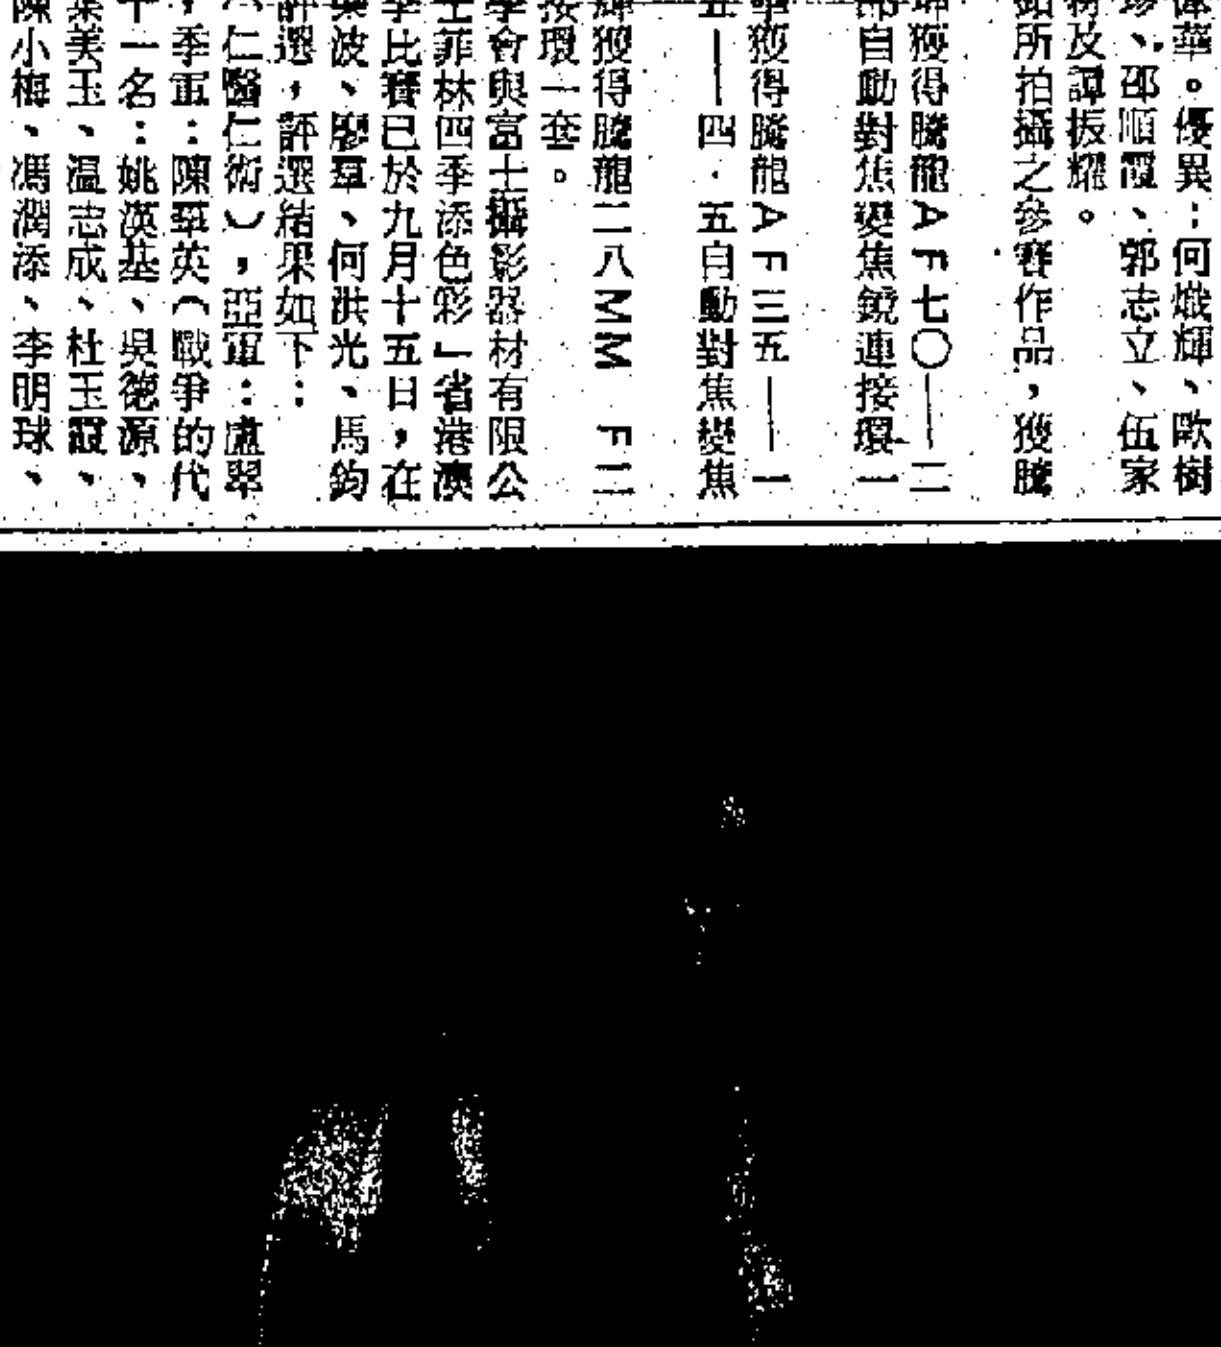 華。優異：何熾輝、歐樹
、邵順霞、郭志立、伍家
及譚振耀。
所拍攝之參賽作品，獲騰
獲得騰龍ＡＦ七〇——二
自動對焦變焦鏡連接環一
獲得騰龍ＡＦ三五——一
五——四．五自動對焦變焦
輝獲得騰龍二八ＭＭ　Ｆ二
接環一套。
學會與富士攝影器材有限公
士菲林四季添色彩」省港澳
季比賽已於九月十五日，在
葉波、廖羣、何洪光、馬鈞
評選，評選結果如下：
仁醫仁術），亞軍：盧翠
，季軍：陳翠英（戰爭的代
十一名：姚漢基、吳德源、
葉美玉、温志成、杜玉霞、
陳小梅、馮潤添、李明球、